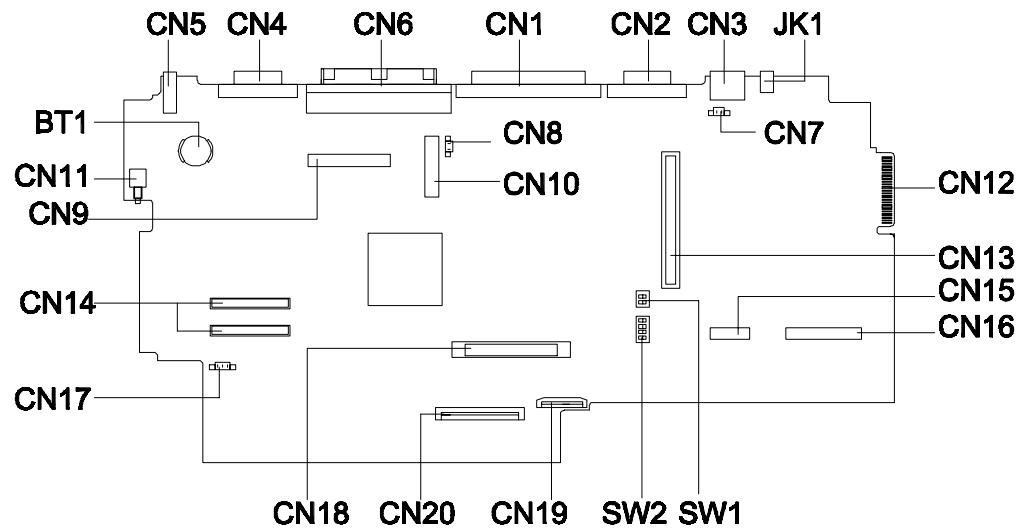 CN5 CN4 CN6 CN1 CN2 CN3 JK1
BT1
CN8
CN7
CN11
CN10
CN12
CN9
CN13
CN15
CN14
CN16
CN17
CN18 CN20 CN19 SW2 SW1